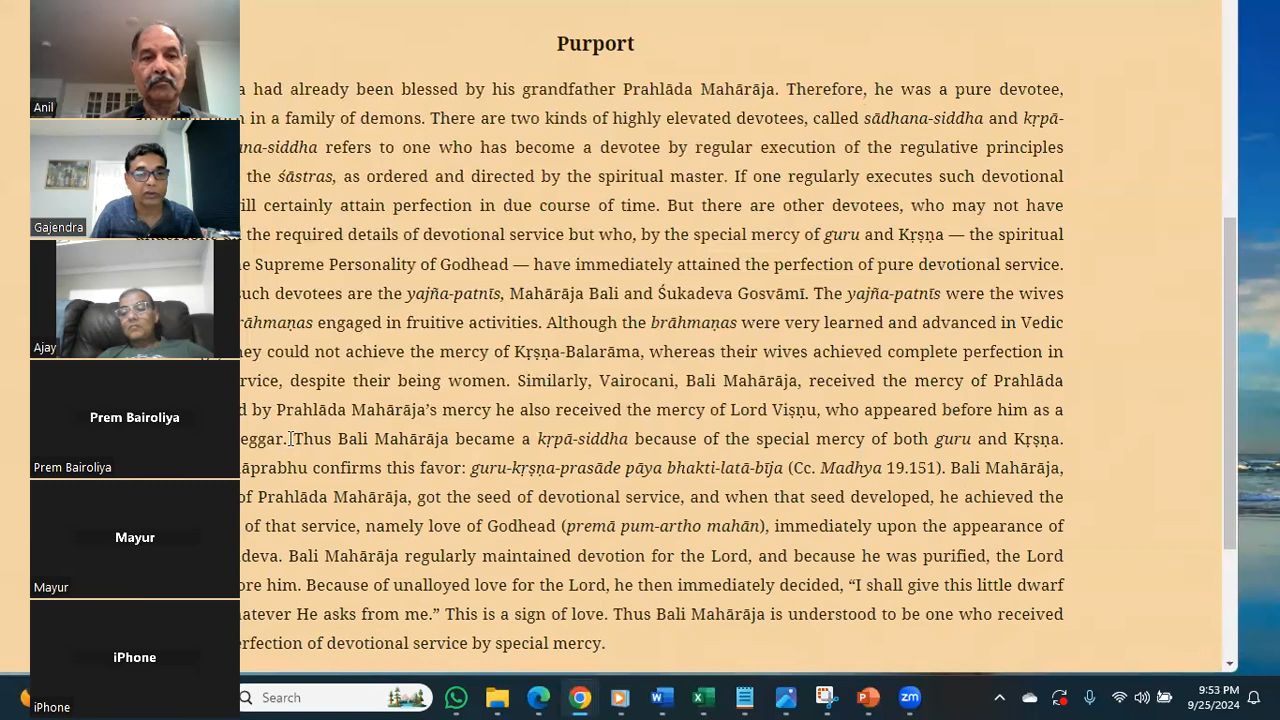 Purport
a had already been blessed by his grandfather Prahlāda Mahārāja. Therefore, he was a pure devotee,
in a family of demons. There are two kinds of highly elevated devotees, called sādhana-siddha and kṛpā-
ana-siddha refers to one who has become a devotee by regular execution of the regulative principles
the śāstras, as ordered and directed by the spiritual master. If one regularly executes such devotional
ill certainly attain perfection in due course of time. But there are other devotees, who may not have
the required details of devotional service but who, by the special mercy of guru and Kṛṣṇa — the spiritual
e Supreme Personality of Godhead — have immediately attained the perfection of pure devotional service.
such devotees are the yajña-patnīs, Mahārāja Bali and Śukadeva Gosvāmī. The yajña-patnīs were the wives
rāhmaṇas engaged in fruitive activities. Although the brāhmaṇas were very learned and advanced in Vedic
hey could not achieve the mercy of Kṛṣṇa-Balarāma, whereas their wives achieved complete perfection in
rvice, despite their being women. Similarly, Vairocani, Bali Mahārāja, received the mercy of Prahlāda
d by Prahlāda Mahārāja’s mercy he also received the mercy of Lord Viṣṇu, who appeared before him as a
eggar. Thus Bali Mahārāja became a kṛpā-siddha because of the special mercy of both guru and Kṛṣṇa.
āprabhu confirms this favor: guru-kṛṣṇa-prasāde pāya bhakti-latā-bīja (Cc. Madhya 19.151). Bali Mahārāja,
of Prahlāda Mahārāja, got the seed of devotional service, and when that seed developed, he achieved the
of that service, namely love of Godhead (premā pum-artho mahān), immediately upon the appearance of
adeva. Bali Mahārāja regularly maintained devotion for the Lord, and because he was purified, the Lord
ore him. Because of unalloyed love for the Lord, he then immediately decided, “I shall give this little dwarf
hatever He asks from me.” This is a sign of love. Thus Bali Mahārāja is understood to be one who received
erfection of devotional service by special mercy.
Anil
Gajendra
Ajay
Prem Bairoliya
Prem Bairoliya
Mayur
Mayur
iPhone
iPhone
Search
9:53 PM
9/25/2024